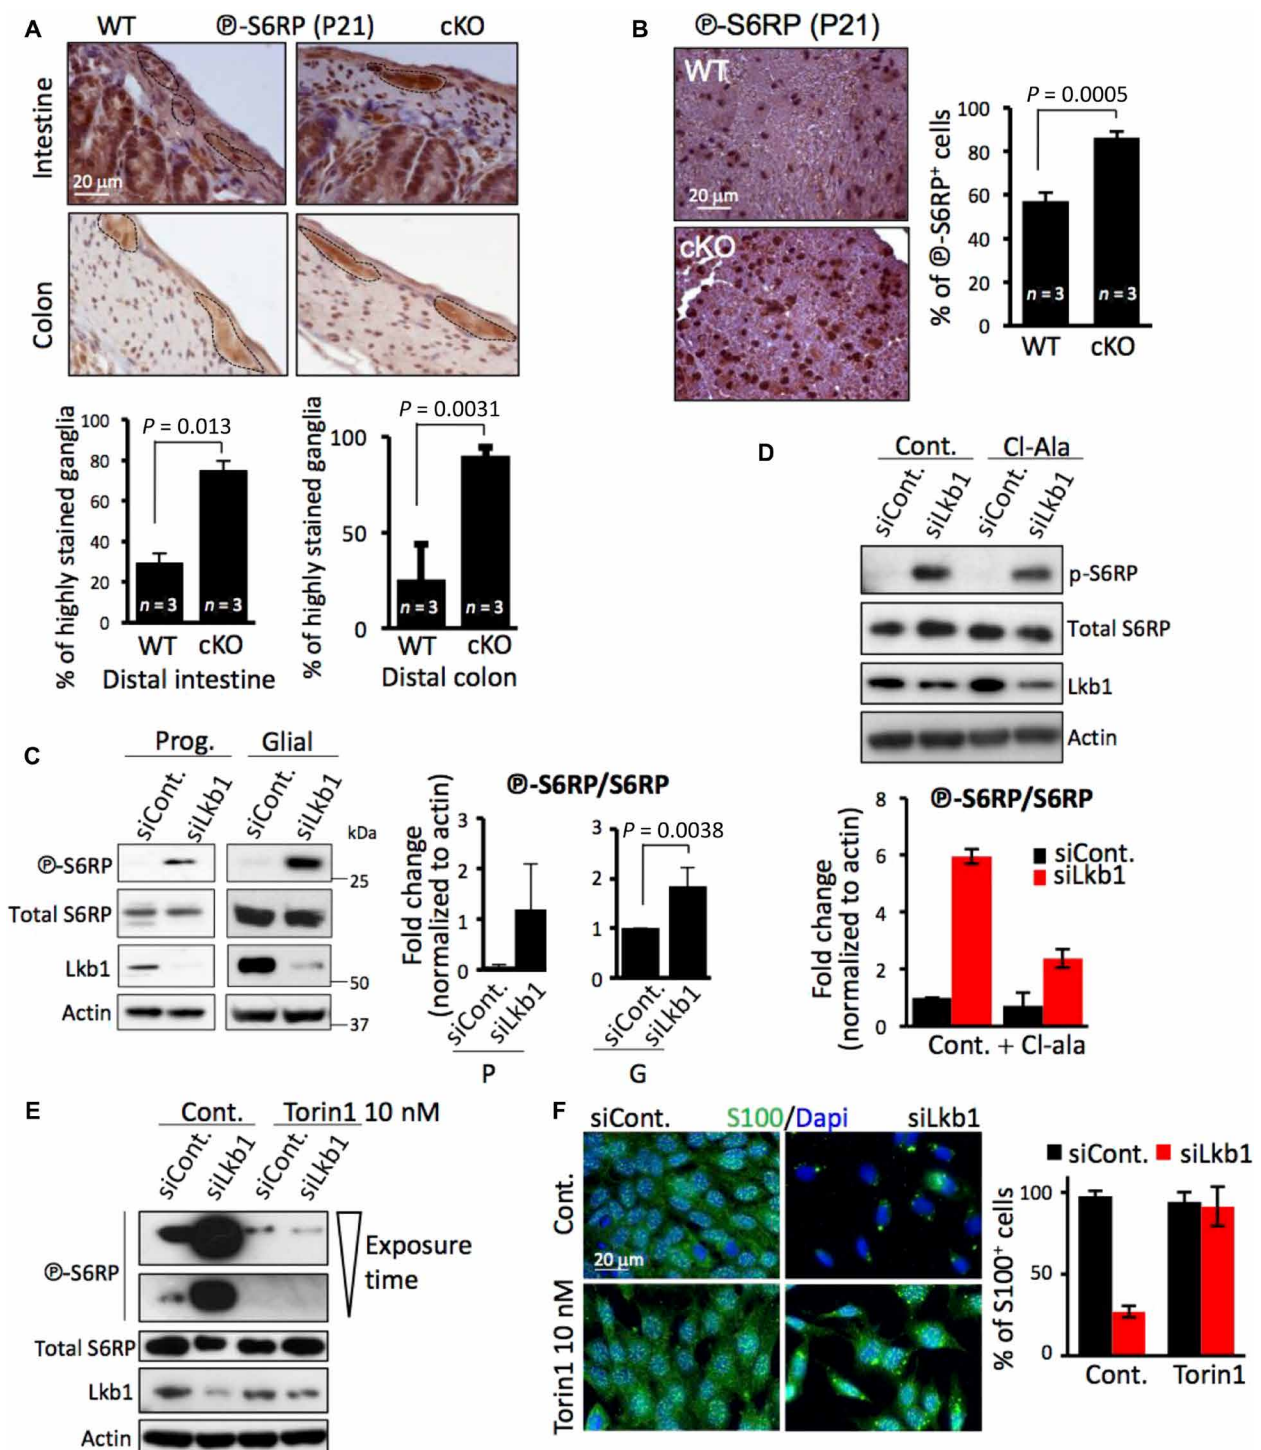 A
WT Ⓟ-S6RP (P21) cKO
Intestine
20 µm
Colon
% of highly stained ganglia
100
80
60
40
20
0
P = 0.013
n = 3 n = 3
WT cKO
Distal intestine
% of highly stained ganglia
100
50
0
P = 0.0031
n = 3 n = 3
WT cKO
Distal colon
B
Ⓟ-S6RP (P21)
WT
20 µm
cKO
% of Ⓟ-S6RP+ cells
100
80
60
40
20
0
P = 0.0005
n = 3 n = 3
WT cKO
C
Prog. Glial
siCont. siLkb1 siCont. siLkb1
kDa
Ⓟ-S6RP
25
Total S6RP
Lkb1
50
Actin
37
Ⓟ-S6RP/S6RP
Fold change
(normalized to actin)
3
2
1
0
siCont. siLkb1
P
3
2
1
0
P = 0.0038
siCont. siLkb1
G
D
Cont. Cl-Ala
siCont. siLkb1 siCont. siLkb1
p-S6RP
Total S6RP
Lkb1
Actin
Ⓟ-S6RP/S6RP
Fold change
(normalized to actin)
8
6
4
2
0
siCont.
siLkb1
Cont. + Cl-ala
E
Cont. Torin1 10 nM
siCont. siLkb1 siCont. siLkb1
Ⓟ-S6RP
Exposure
time
Total S6RP
Lkb1
Actin
F
siCont. S100/Dapi siLkb1
Cont.
20 µm
Torin1 10 nM
siCont. siLkb1
% of S100+ cells
100
50
0
Cont. Torin1